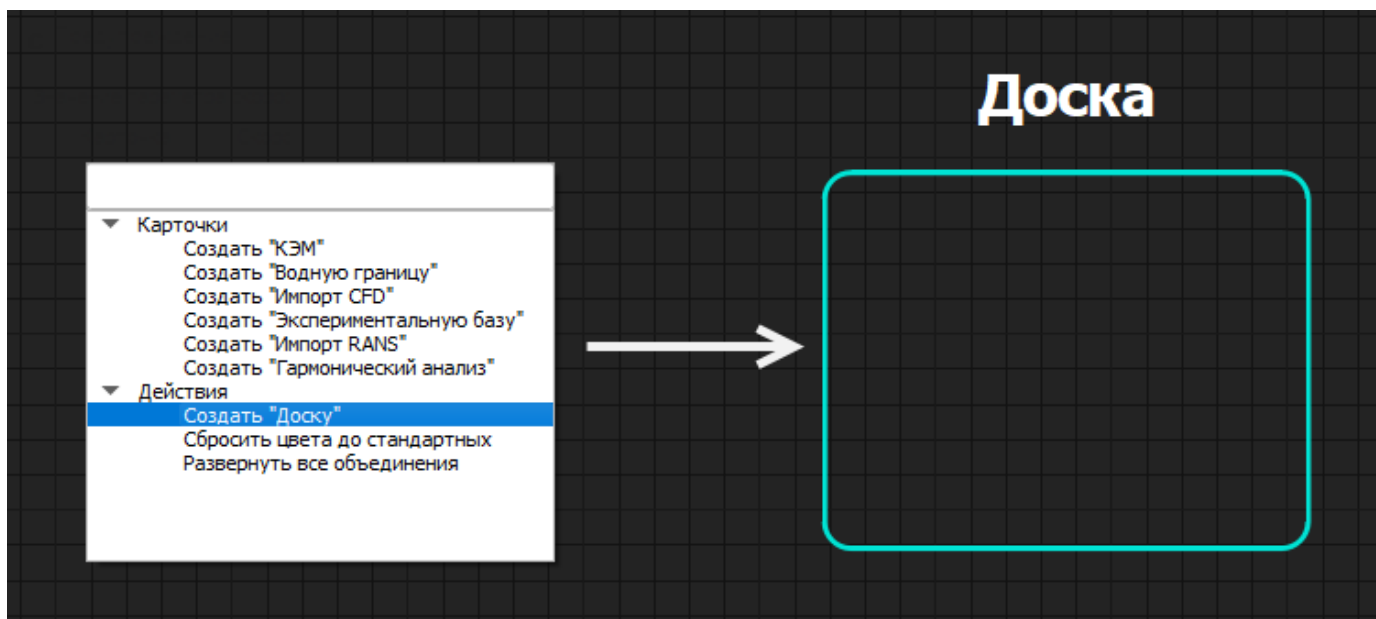 Доска
Карточки
Создать "КЭМ"
Создать "Водную границу"
Создать "Импорт CFD"
Создать "Экспериментальную базу"
Создать "Импорт RANS"
Создать "Гармонический анализ"
Действия
Создать "Доску"
Сбросить цвета до стандартных
Развернуть все объединения